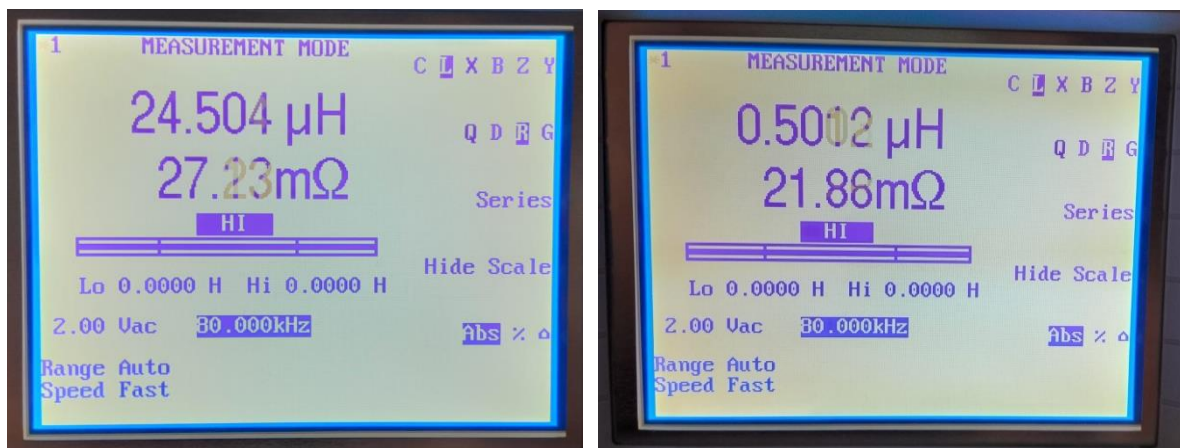 1 MEASUREMENT MODE
C L X B Z Y
24.504 µH
Q D R G
27.23mΩ
Series
HI
Hide Scale
Lo 0.0000 H Hi 0.0000 H
2.00 Vac 80.000kHz
Abs % △
Range Auto
Speed Fast
1 MEASUREMENT MODE
C L X B Z Y
0.5012 µH
Q D R G
21.86mΩ
Series
HI
Hide Scale
Lo 0.0000 H Hi 0.0000 H
2.00 Vac 80.000kHz
Abs % △
Range Auto
Speed Fast